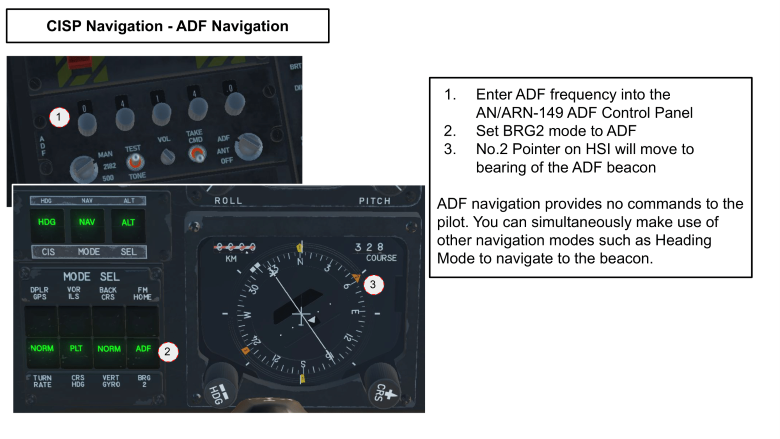 CISP Navigation - ADF Navigation
0 4 1 4 .0
1
A
D
F
MAN
2182
500
TEST
TONE
VOL
TAKE
CMD
ADF
ANT
OFF
BRT
ROLL
PITCH
HDG NAV ALT
HDG NAV ALT
CIS MODE SEL
MODE SEL
DPLR
GPS
VOR
ILS
BACK
CRS
FM
HOME
NORM PLT NORM ADF
2
TURN
RATE
CRS
HDG
VERT
GYRO
BRG
2
KM
3 2 8
COURSE
N 3 6 E 12 15 S 21 24 W 30 33
3
HDG
CRS
1. Enter ADF frequency into the
AN/ARN-149 ADF Control Panel
2. Set BRG2 mode to ADF
3. No.2 Pointer on HSI will move to
bearing of the ADF beacon
ADF navigation provides no commands to the
pilot. You can simultaneously make use of
other navigation modes such as Heading
Mode to navigate to the beacon.